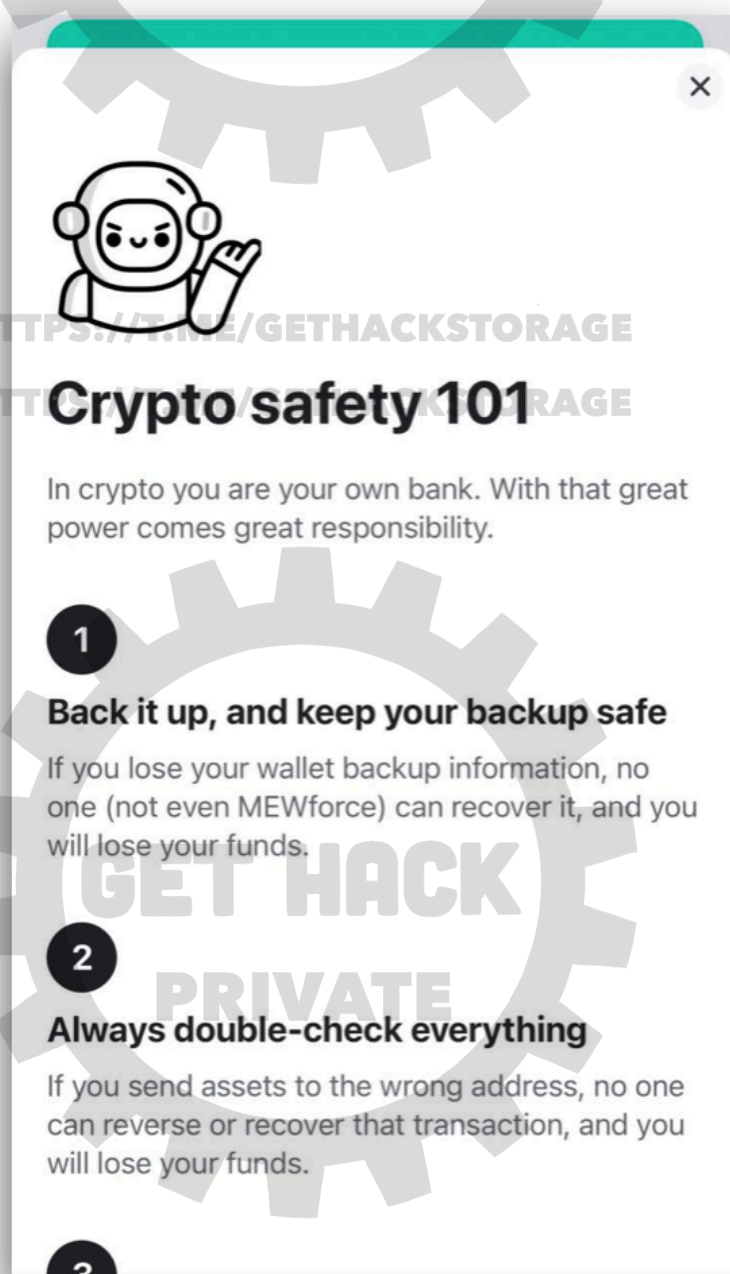 TTPS://T.ME/GETHACKSTORAGE
TTPS://T.ME/GETHACKSTORAGE
Crypto safety 101
In crypto you are your own bank. With that great
power comes great responsibility.
1
Back it up, and keep your backup safe
If you lose your wallet backup information, no
one (not even MEWforce) can recover it, and you
will lose your funds.
GET HACK
2
PRIVATE
Always double-check everything
If you send assets to the wrong address, no one
can reverse or recover that transaction, and you
will lose your funds.
3